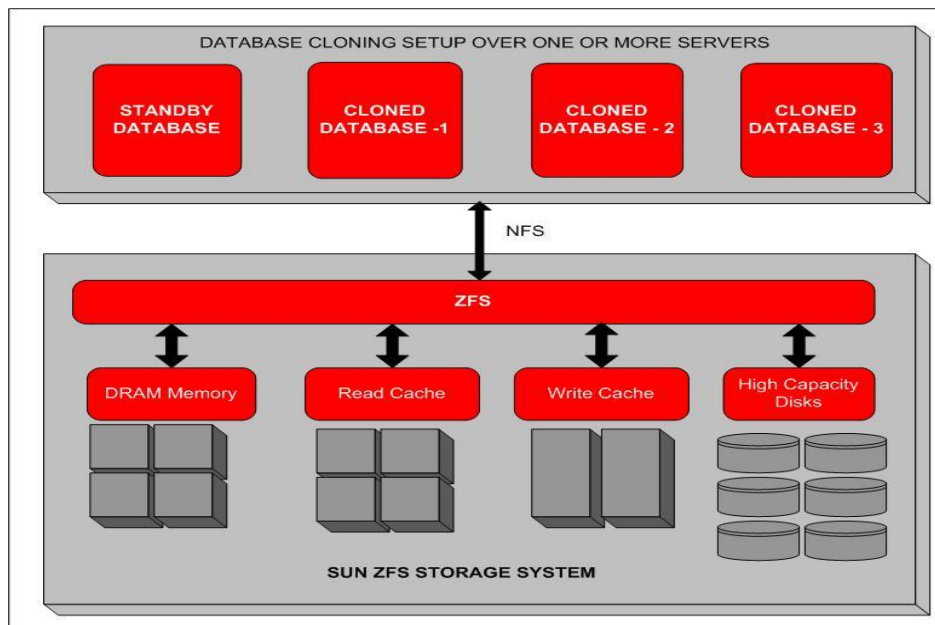 DATABASE CLONING SETUP OVER ONE OR MORE SERVERS
STANDBY
DATABASE
CLONED
DATABASE -1
CLONED
DATABASE - 2
CLONED
DATABASE - 3
NFS
ZFS
DRAM Memory
Read Cache
Write Cache
High Capacity
Disks
SUN ZFS STORAGE SYSTEM